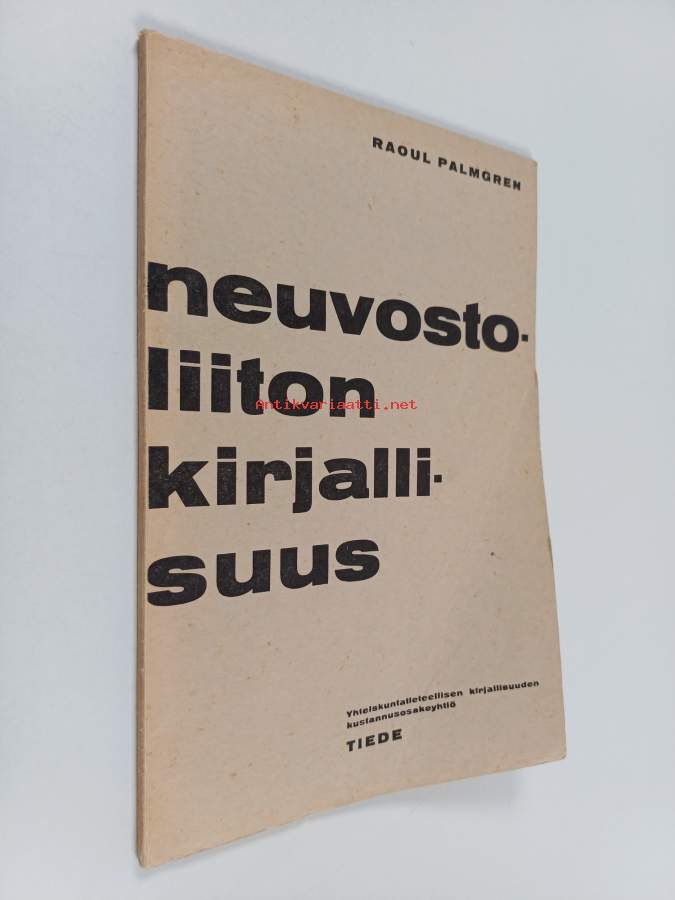 RAOUL PALMGREN
neuvosto-
liiton
Antikvariaatti.net
kirjalli-
suus
Yhteiskuntatieteellisen kirjallisuuden
kustannusosakeyhtiö
TIEDE